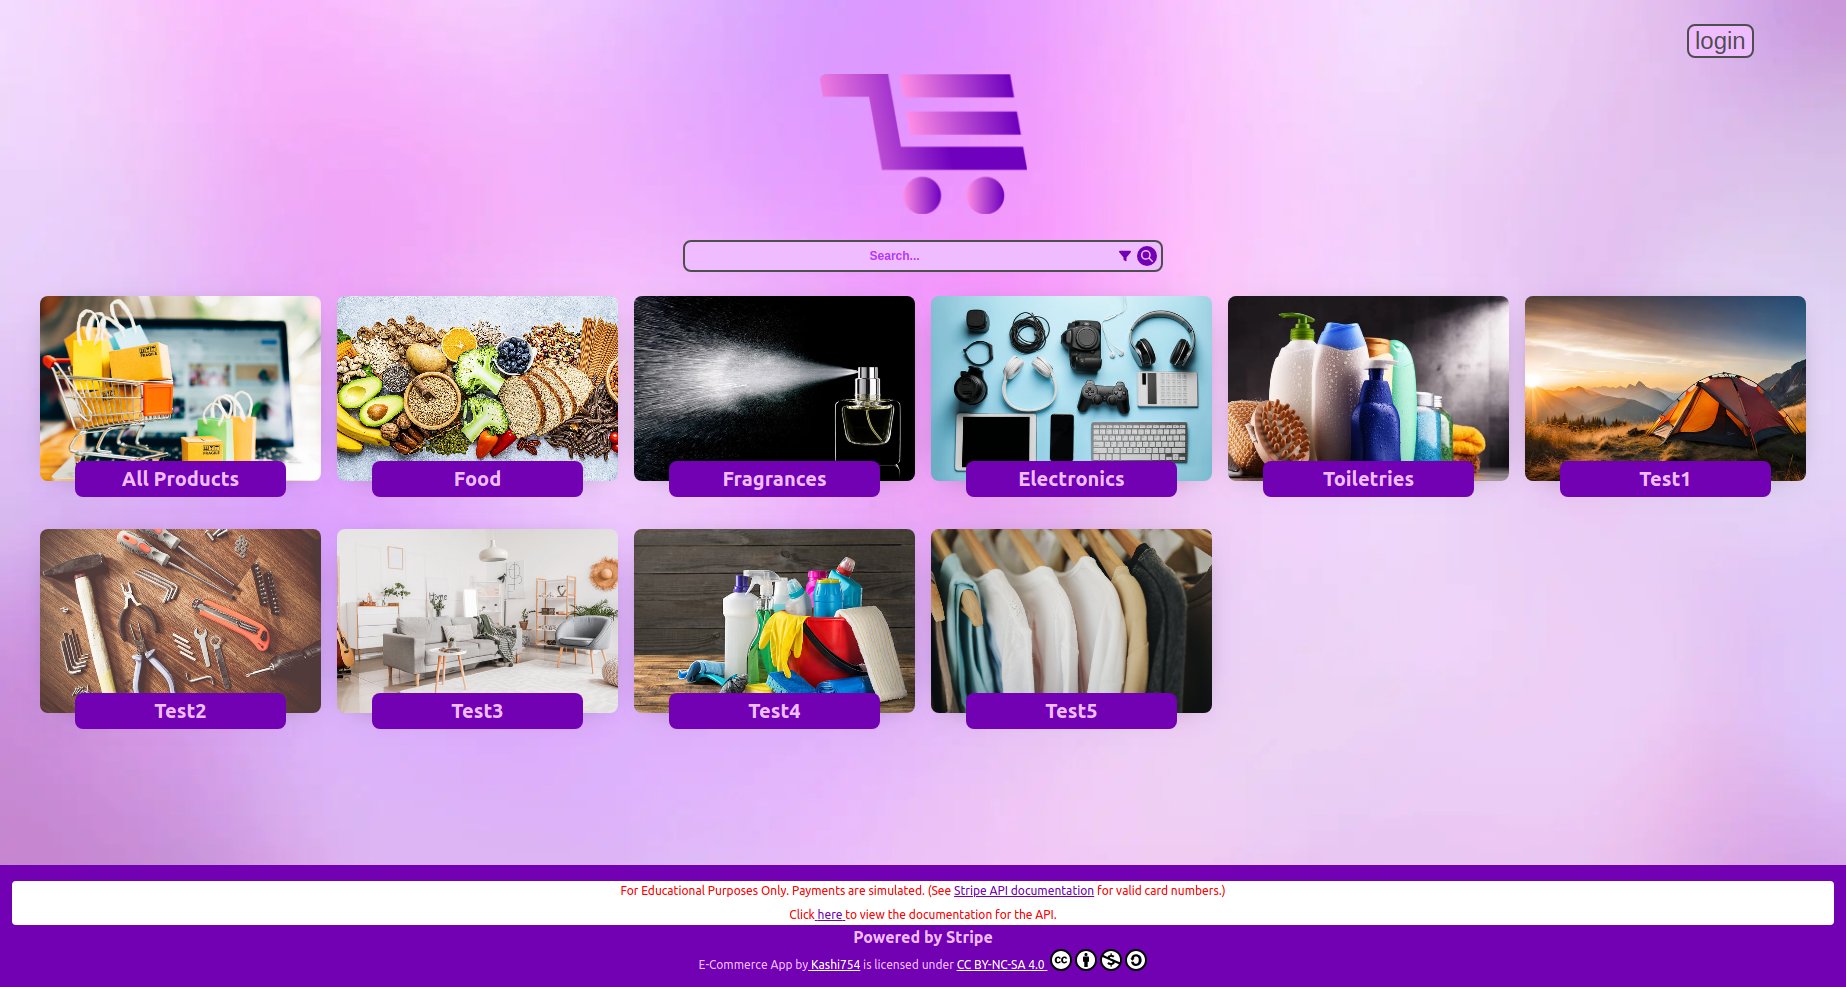 login
Search...
All Products
Food
Fragrances
Electronics
Toiletries
Test1
Test2
Test3
Test4
Test5
For Educational Purposes Only. Payments are simulated. (See Stripe API documentation for valid card numbers.)
Click here to view the documentation for the API.
Powered by Stripe
E-Commerce App by Kashi754 is licensed under CC BY-NC-SA 4.0